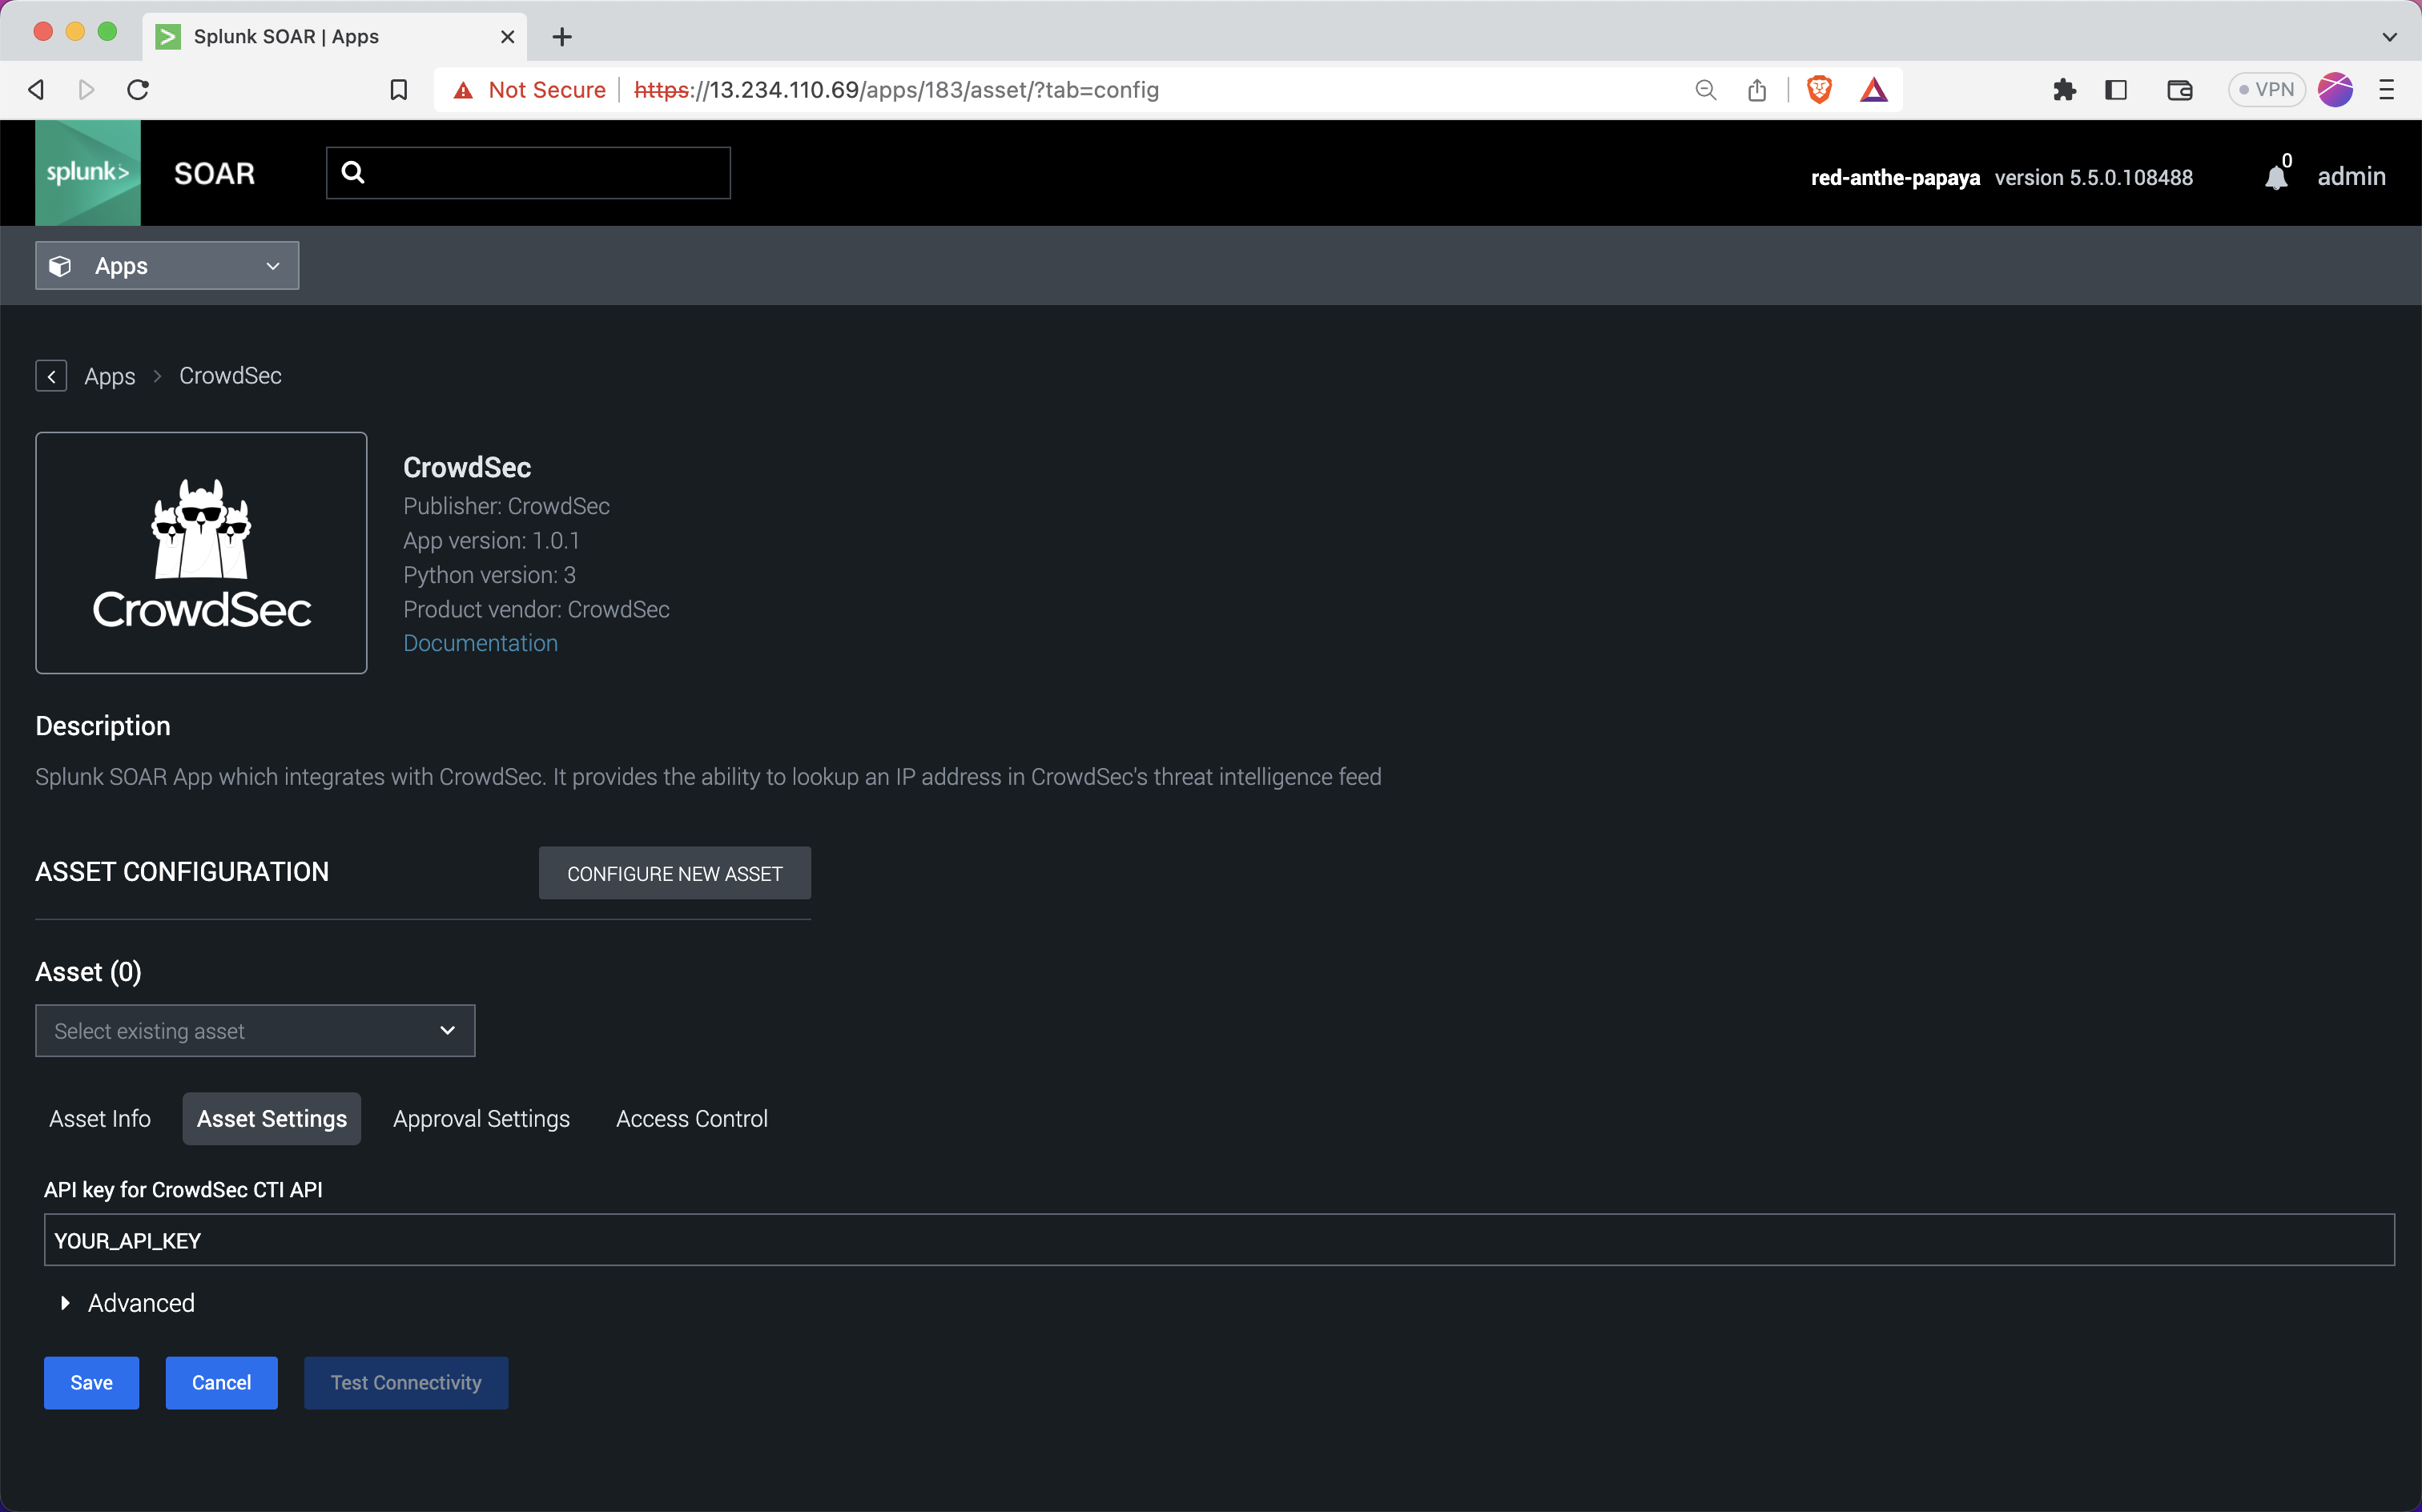 Splunk SOAR | Apps
Not Secure https://13.234.110.69/apps/183/asset/?tab=config
VPN
splunk> SOAR
red-anthe-papaya version 5.5.0.108488 0 admin
Apps
Apps > CrowdSec
CrowdSec
CrowdSec
Publisher: CrowdSec
App version: 1.0.1
Python version: 3
Product vendor: CrowdSec
Documentation
Description
Splunk SOAR App which integrates with CrowdSec. It provides the ability to lookup an IP address in CrowdSec's threat intelligence feed
ASSET CONFIGURATION CONFIGURE NEW ASSET
Asset (0)
Select existing asset
Asset Info Asset Settings Approval Settings Access Control
API key for CrowdSec CTI API
YOUR_API_KEY
Advanced
Save Cancel Test Connectivity